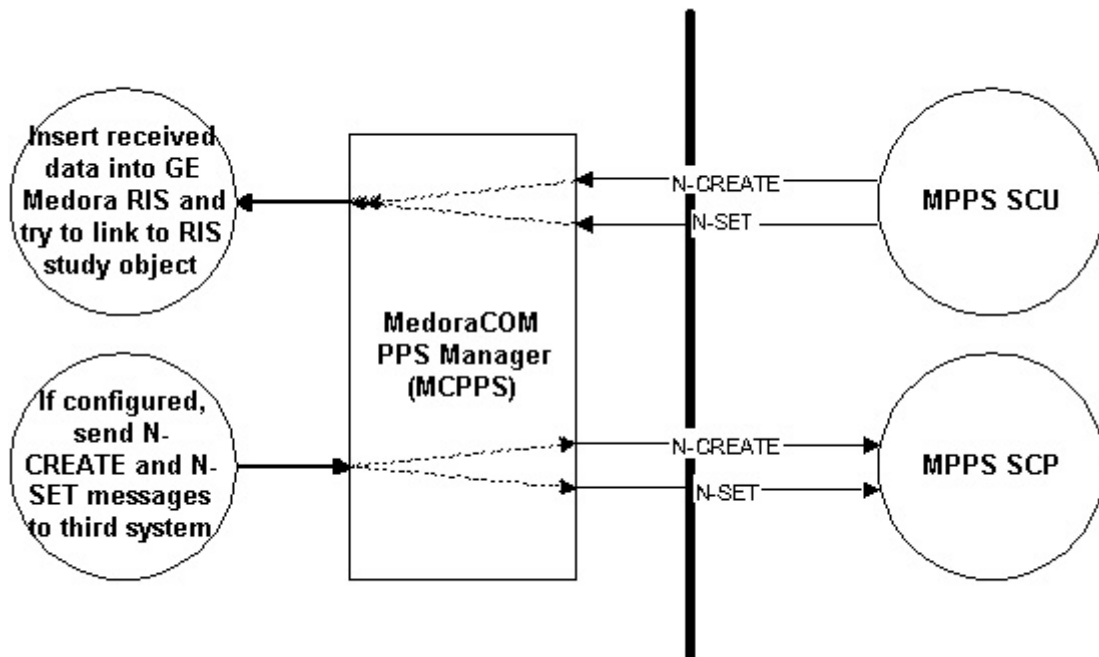 Insert received
data into GE
Medora RIS and
try to link to RIS
study object
N-CREATE
N-SET
MPPS SCU
MedoraCOM
PPS Manager
(MCPPS)
If configured,
send N-
CREATE and N-
SET messages
to third system
N-CREATE
N-SET
MPPS SCP